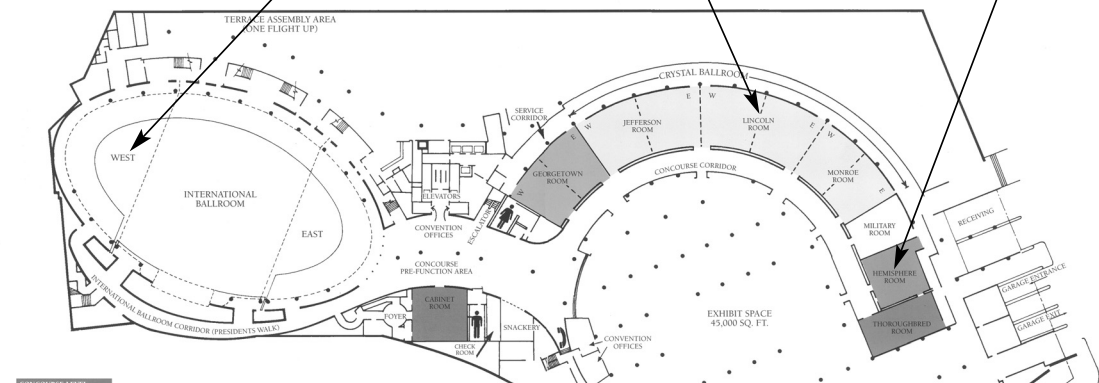 TERRACE ASSEMBLY AREA
(ONE FLIGHT UP)
CRYSTAL BALLROOM
SERVICE
CORRIDOR
E
W
E
W
JEFFERSON
ROOM
LINCOLN
ROOM
E
W
MONROE
ROOM
E
WEST
INTERNATIONAL
BALLROOM
EAST
GEORGETOWN
ROOM
W
CONCOURSE CORRIDOR
ELEVATORS
ESCALATOR
CONVENTION
OFFICES
CONCOURSE
PRE-FUNCTION AREA
MILITARY
ROOM
RECEIVING
HEMISPHERE
ROOM
GARAGE ENTRANCE
GARAGE EXIT
THOROUGHBRED
ROOM
INTERNATIONAL BALLROOM CORRIDOR (PRESIDENTS WALK)
CABINET
ROOM
FOYER
CHECK
ROOM
SNACKERY
EXHIBIT SPACE
45,000 SQ. FT.
CONVENTION
OFFICES